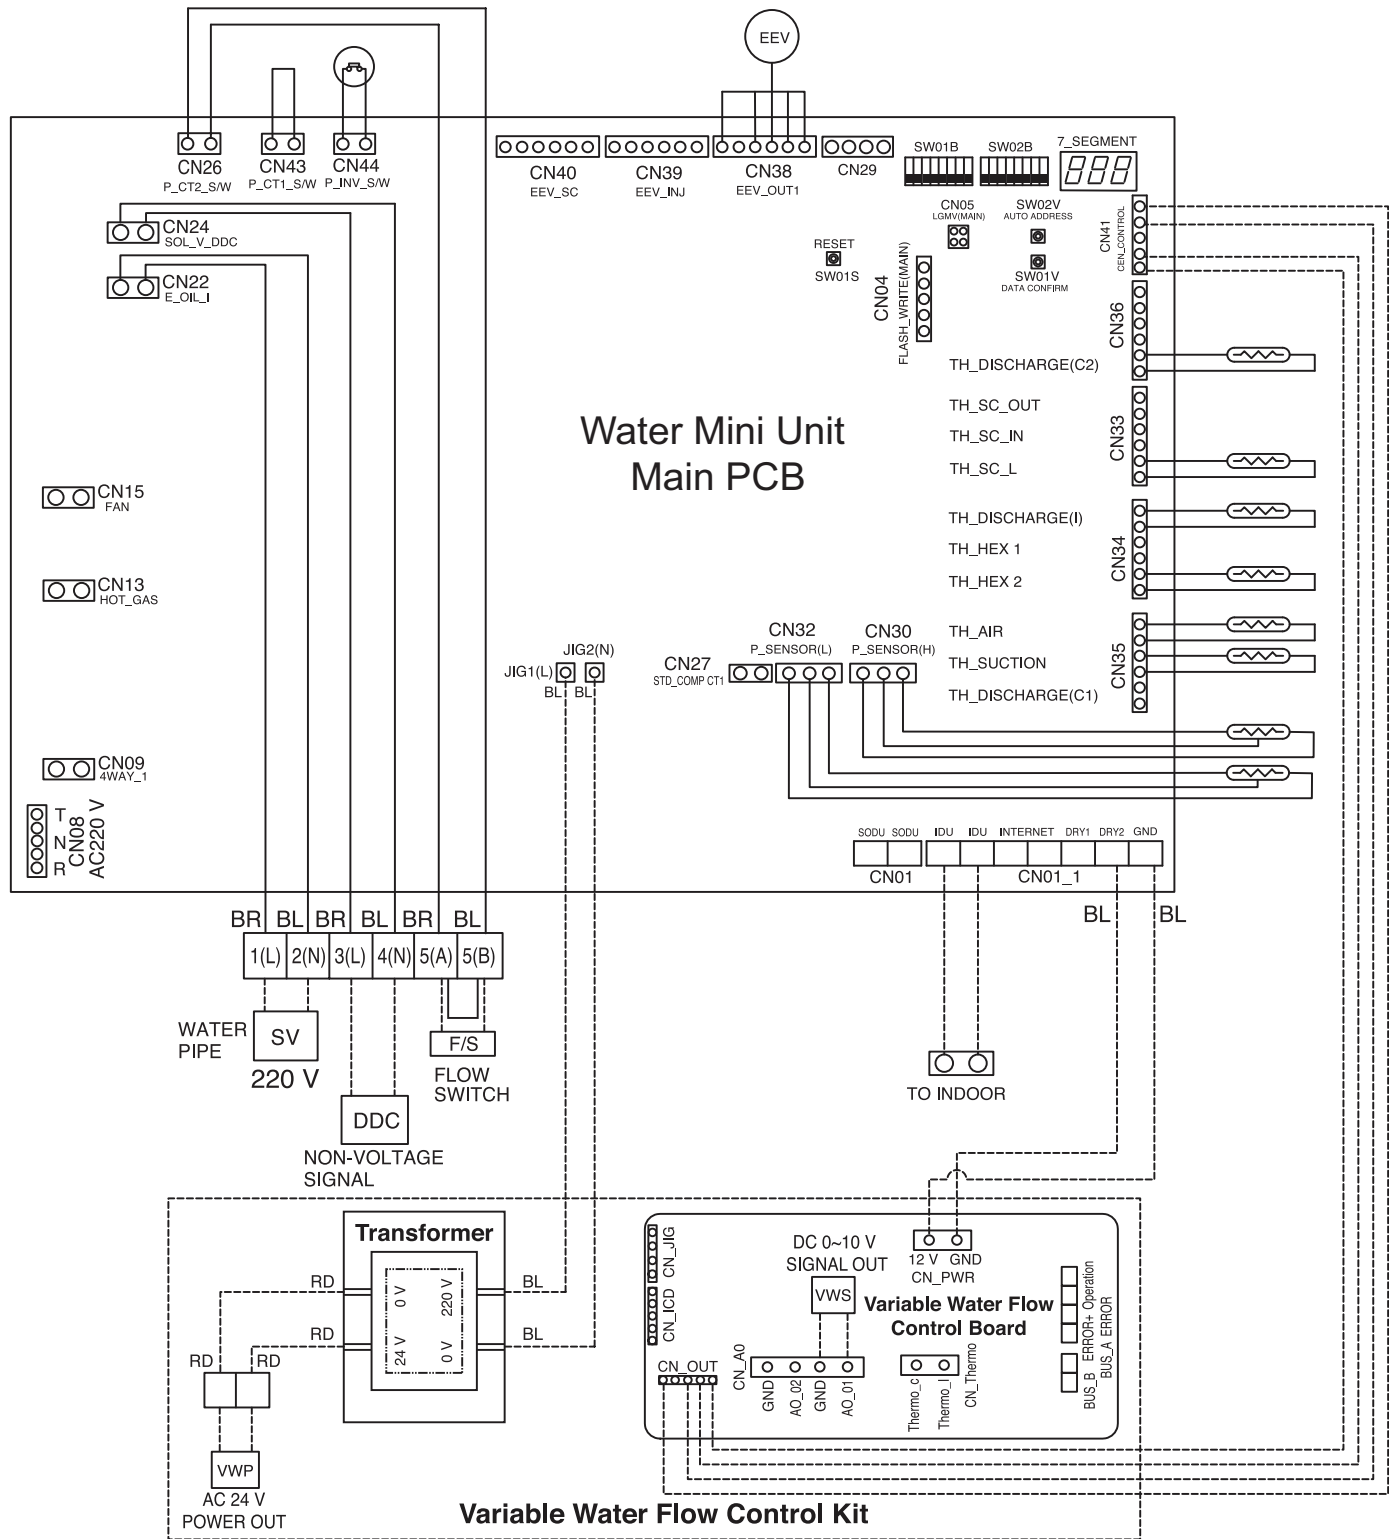 EEV
CN26
P_CT2_S/W
CN43
P_CT1_S/W
CN44
P_INV_S/W
CN40
EEV_SC
CN39
EEV_INJ
CN38
EEV_OUT1
CN29
SW01B
SW02B
7_SEGMENT
CN24
SOL_V_DDC
CN22
E_OIL_I
CN05
LGMV(MAIN)
SW02V
AUTO ADDRESS
RESET
SW01S
SW01V
DATA CONFIRM
CN04
FLASH_WRITE(MAIN)
CN41
CEN_CONTROL
CN36
TH_DISCHARGE(C2)
Water Mini Unit
Main PCB
TH_SC_OUT
TH_SC_IN
TH_SC_L
CN33
CN15
FAN
TH_DISCHARGE(I)
TH_HEX 1
TH_HEX 2
CN34
CN13
HOT_GAS
JIG1(L)
JIG2(N)
BL
BL
CN27
STD_COMP CT1
CN32
P_SENSOR(L)
CN30
P_SENSOR(H)
TH_AIR
TH_SUCTION
TH_DISCHARGE(C1)
CN35
CN09
4WAY_1
T
N
R
CN08
AC220 V
SODU SODU IDU IDU INTERNET DRY1 DRY2 GND
CN01
CN01_1
BR BL BR BL BR BL
1(L) 2(N) 3(L) 4(N) 5(A) 5(B)
BL
BL
WATER
PIPE
SV
220 V
F/S
FLOW
SWITCH
DDC
NON-VOLTAGE
SIGNAL
TO INDOOR
Transformer
RD
0 V
220 V
BL
RD
24 V
0 V
BL
RD
RD
VWP
AC 24 V
POWER OUT
CN_JIG
CN_ICD
CN_OUT
DC 0~10 V
SIGNAL OUT
VWS
CN_A0
GND
AO_02
GND
AO_01
12 V GND
CN_PWR
Variable Water Flow
Control Board
Thermo_c
Thermo_I
CN_Thermo
BUS_B ERROR+ Operation
BUS_A ERROR
Variable Water Flow Control Kit